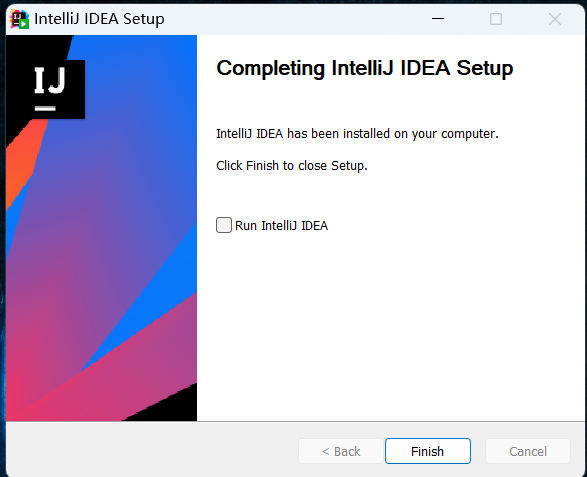 IntelliJ IDEA Setup
IJ
Completing IntelliJ IDEA Setup
IntelliJ IDEA has been installed on your computer.
Click Finish to close Setup.
Run IntelliJ IDEA
< Back
Finish
Cancel